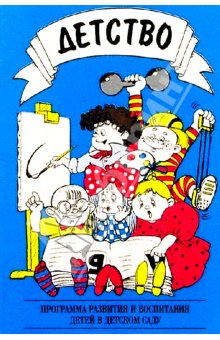 ДЕТСТВО
ПРОГРАММА РАЗВИТИЯ И ВОСПИТАНИЯ
ДЕТЕЙ В ДЕТСКОМ САДУ